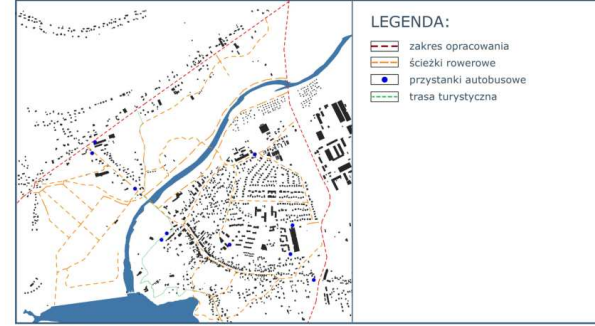 LEGENDA:
zakres opracowania
ścieżki rowerowe
przystanki autobusowe
trasa turystyczna